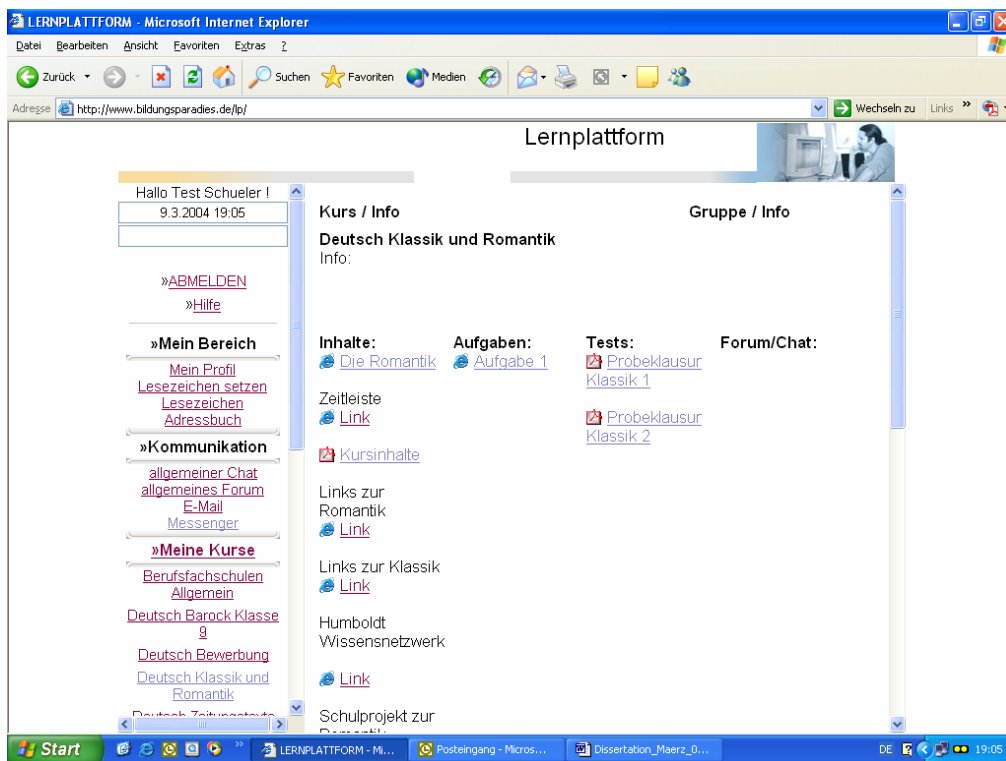 LERNPLATTFORM - Microsoft Internet Explorer
Datei Bearbeiten Ansicht Favoriten Extras ?
Zurück Suchen Favoriten Medien
Adresse http://www.bildungsparadies.de/lp/ Wechseln zu Links »
Lernplattform
Hallo Test Schueler !
9.3.2004 19:05
»ABMELDEN
»Hilfe
»Mein Bereich
Mein Profil
Lesezeichen setzen
Lesezeichen
Adressbuch
»Kommunikation
allgemeiner Chat
allgemeines Forum
E-Mail
Messenger
»Meine Kurse
Berufsfachschulen
Allgemein
Deutsch Barock Klasse
9
Deutsch Bewerbung
Deutsch Klassik und
Romantik
Deutsch Zeitungstexte
Kurs / Info Gruppe / Info
Deutsch Klassik und Romantik
Info:
Inhalte: Aufgaben: Tests: Forum/Chat:
Die Romantik Aufgabe 1 Probeklausur
Klassik 1
Zeitleiste
Link Probeklausur
Klassik 2
Kursinhalte
Links zur
Romantik
Link
Links zur Klassik
Link
Humboldt
Wissensnetzwerk
Link
Schulprojekt zur
Romantik
Start » LERNPLATTFORM - Mi... Posteingang - Micros... Dissertation_Maerz_0... DE 19:05